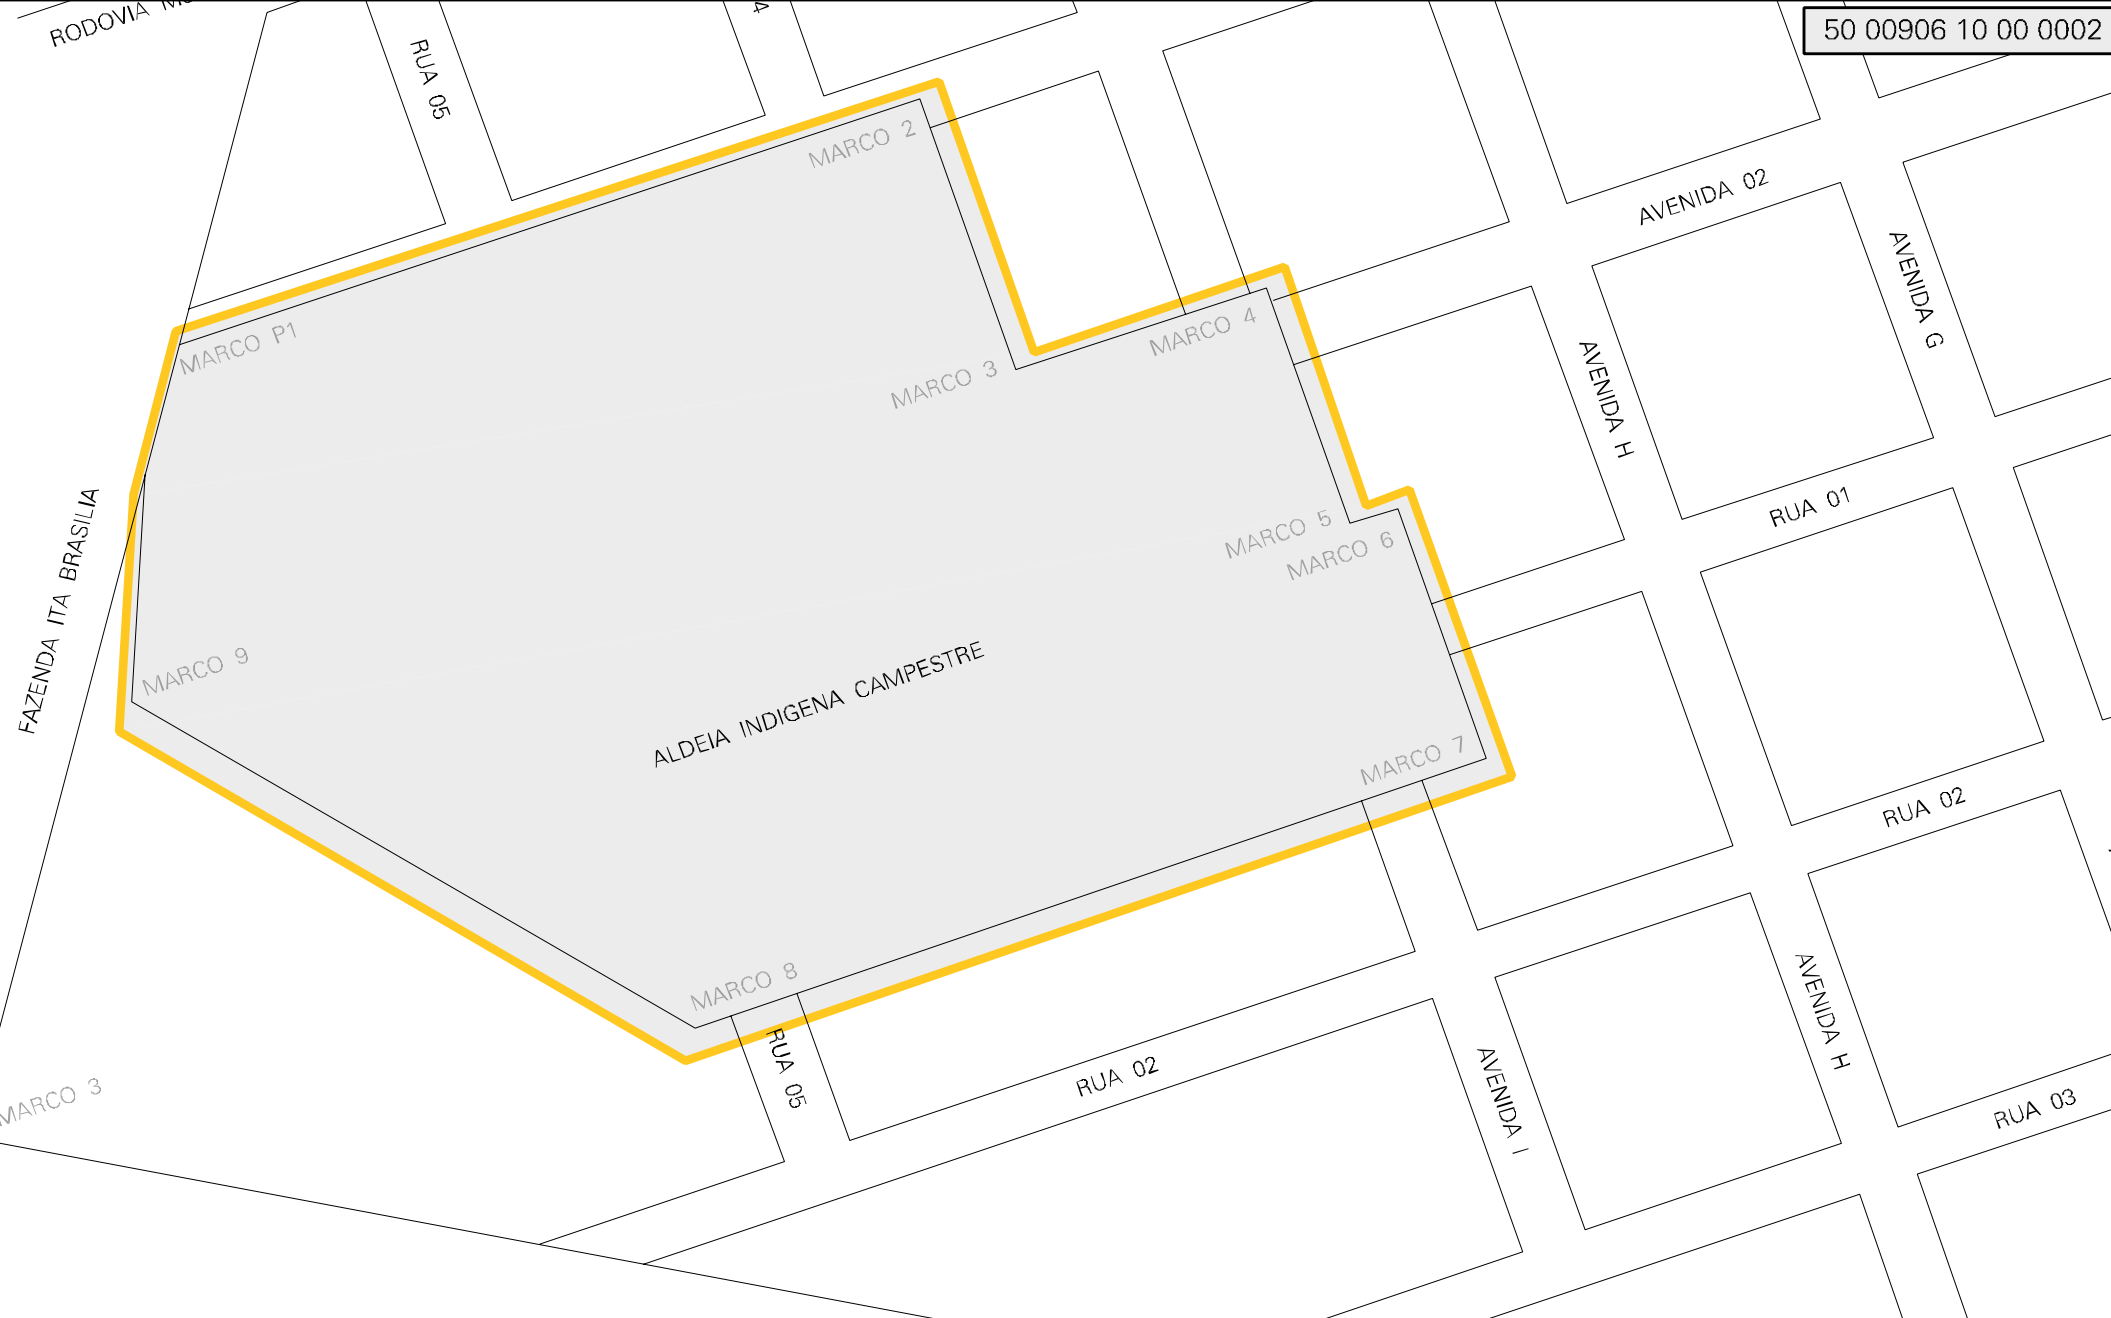 RODOVIA
50 00906 10 00 0002
4
RUA 05
MARCO 2
AVENIDA 02
AVENIDA G
MARCO P1
MARCO 4
MARCO 3
AVENIDA H
FAZENDA ITA BRASILIA
MARCO 5
MARCO 6
RUA 01
MARCO 9
ALDEIA INDIGENA CAMPESTRE
MARCO 7
RUA 02
MARCO 8
RUA 05
RUA 02
AVENIDA H
AVENIDA I
MARCO 3
RUA 03